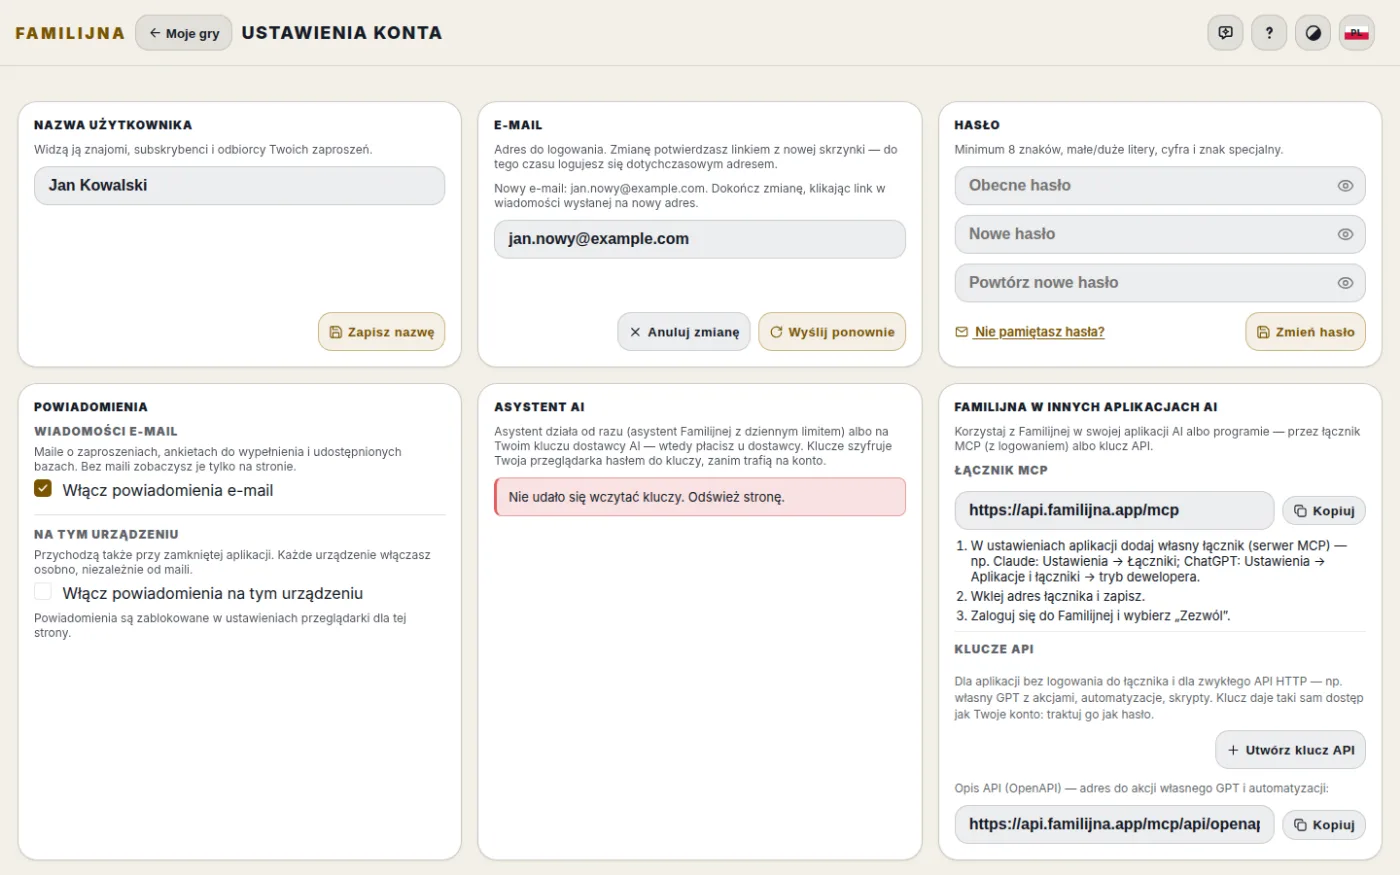 FAMILIJNA
Moje gry
USTAWIENIA KONTA
?
PL
NAZWA UŻYTKOWNIKA
Widzą ją znajomi, subskrybenci i odbiorcy Twoich zaproszeń.
Jan Kowalski
Zapisz nazwę
E-MAIL
Adres do logowania. Zmianę potwierdzasz linkiem z nowej skrzynki — do
tego czasu logujesz się dotychczasowym adresem.
Nowy e-mail: jan.nowy@example.com. Dokończ zmianę, klikając link w
wiadomości wysłanej na nowy adres.
jan.nowy@example.com
Anuluj zmianę
Wyślij ponownie
HASŁO
Minimum 8 znaków, małe/duże litery, cyfra i znak specjalny.
Obecne hasło
Nowe hasło
Powtórz nowe hasło
Nie pamiętasz hasła?
Zmień hasło
POWIADOMIENIA
WIADOMOŚCI E-MAIL
Maile o zaproszeniach, ankietach do wypełnienia i udostępnionych
bazach. Bez maili zobaczysz je tylko na stronie.
Włącz powiadomienia e-mail
NA TYM URZĄDZENIU
Przychodzą także przy zamkniętej aplikacji. Każde urządzenie włączasz
osobno, niezależnie od maili.
Włącz powiadomienia na tym urządzeniu
Powiadomienia są zablokowane w ustawieniach przeglądarki dla tej
strony.
ASYSTENT AI
Asystent działa od razu (asystent Familijnej z dziennym limitem) albo na
Twoim kluczu dostawcy AI — wtedy płacisz u dostawcy. Klucze szyfruje
Twoja przeglądarka hasłem do kluczy, zanim trafią na konto.
Nie udało się wczytać kluczy. Odśwież stronę.
FAMILIJNA W INNYCH APLIKACJACH AI
Korzystaj z Familijnej w swojej aplikacji AI albo programie — przez łącznik
MCP (z logowaniem) albo klucz API.
ŁĄCZNIK MCP
https://api.familijna.app/mcp
Kopiuj
1. W ustawieniach aplikacji dodaj własny łącznik (serwer MCP) —
np. Claude: Ustawienia → Łączniki; ChatGPT: Ustawienia →
Aplikacje i łączniki → tryb dewelopera.
2. Wklej adres łącznika i zapisz.
3. Zaloguj się do Familijnej i wybierz „Zezwól”.
KLUCZE API
Dla aplikacji bez logowania do łącznika i dla zwykłego API HTTP — np.
własny GPT z akcjami, automatyzacje, skrypty. Klucz daje taki sam dostęp
jak Twoje konto: traktuj go jak hasło.
Utwórz klucz API
Opis API (OpenAPI) — adres do akcji własnego GPT i automatyzacji:
https://api.familijna.app/mcp/api/openap
Kopiuj